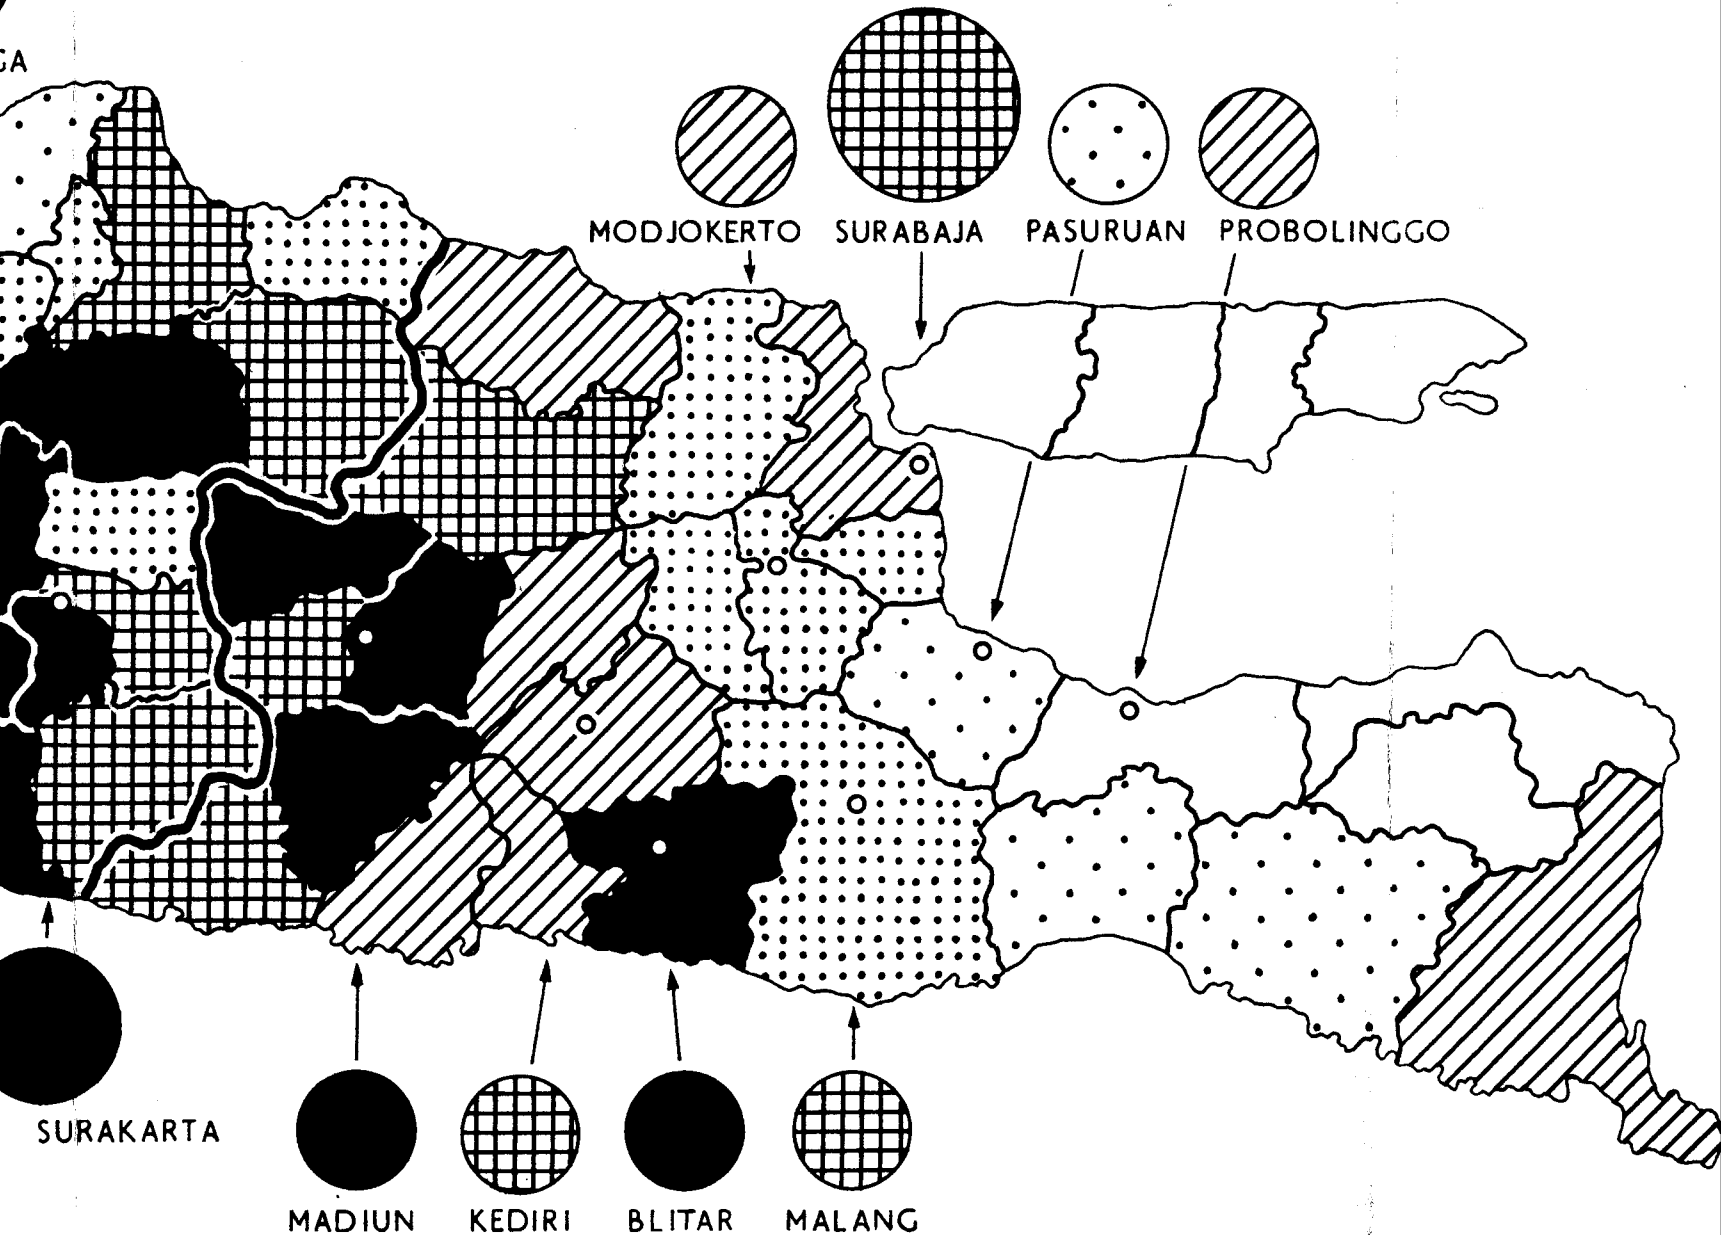 GA
MODJOKERTO
SURABAJA
PASURUAN
PROBOLINGGO
SURAKARTA
MADIUN
KEDIRI
BLITAR
MALANG